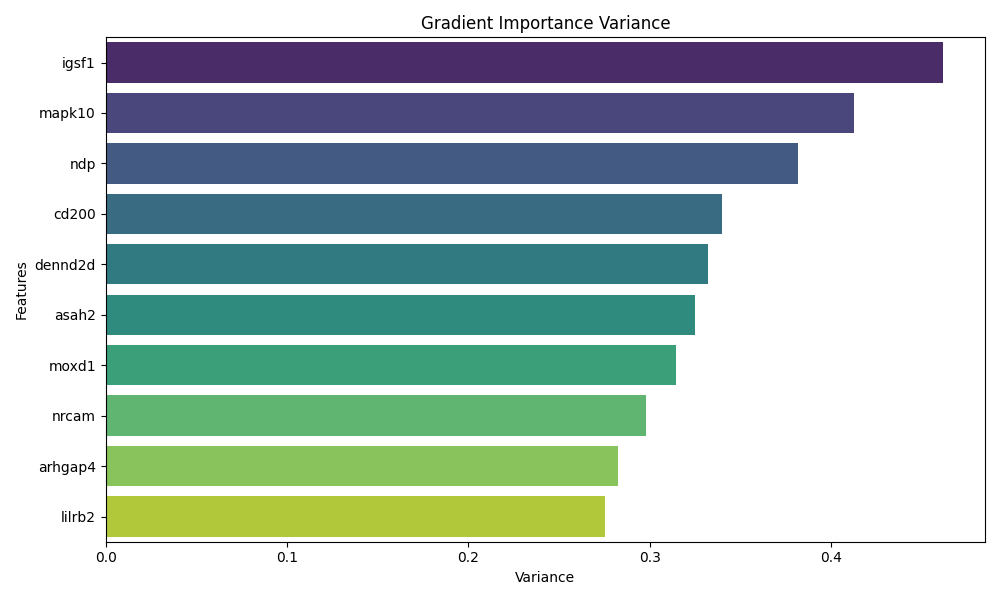 Gradient Importance Variance
Features
igsf1
mapk10
ndp
cd200
dennd2d
asah2
moxd1
nrcam
arhgap4
lilrb2
0.0 0.1 0.2 0.3 0.4
Variance